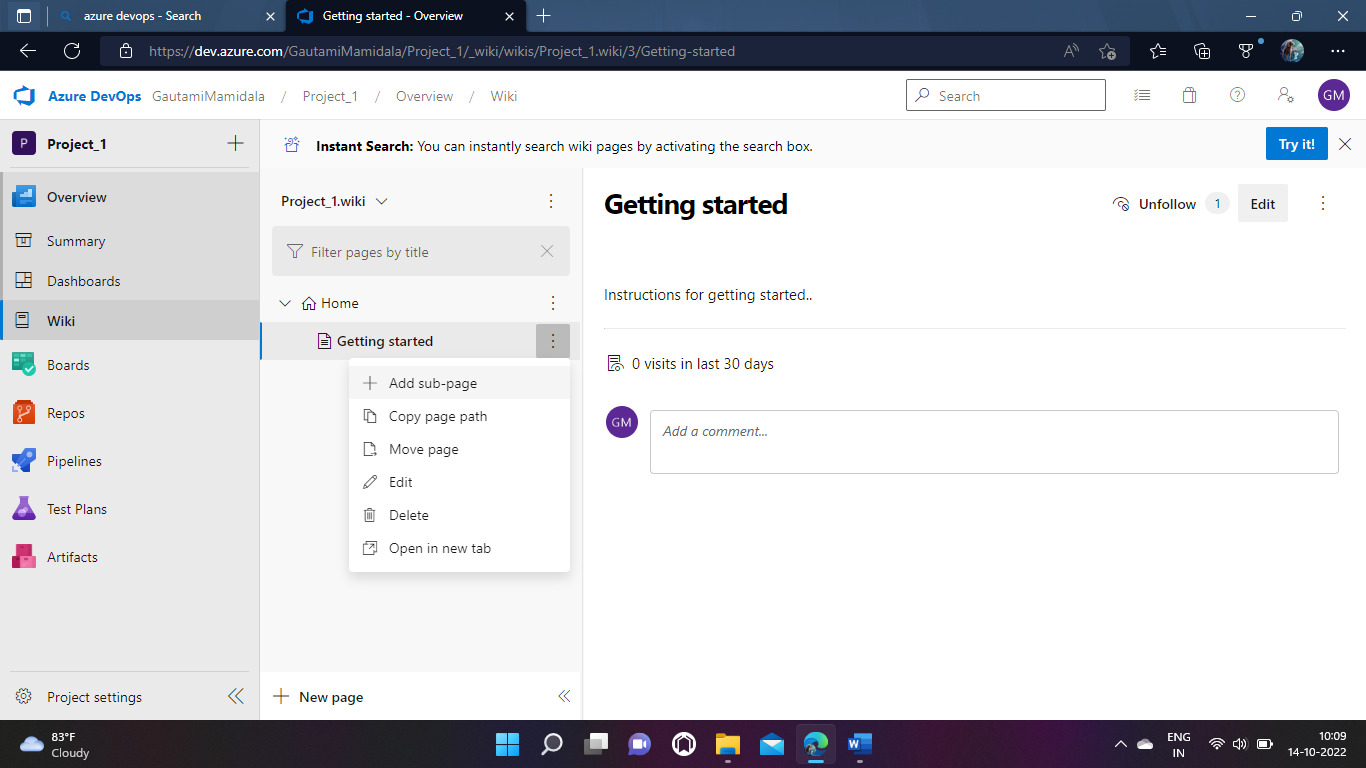 azure devops - Search
Getting started - Overview
https://dev.azure.com/GautamiMamidala/Project_1/_wiki/wikis/Project_1.wiki/3/Getting-started
Azure DevOps GautamiMamidala / Project_1 / Overview / Wiki
Search
GM
P Project_1
Instant Search: You can instantly search wiki pages by activating the search box.
Try it!
Overview
Summary
Dashboards
Wiki
Boards
Repos
Pipelines
Test Plans
Artifacts
Project settings
Project_1.wiki
Filter pages by title
Home
Getting started
Add sub-page
Copy page path
Move page
Edit
Delete
Open in new tab
New page
Getting started
Unfollow 1 Edit
Instructions for getting started..
0 visits in last 30 days
GM Add a comment...
83°F
Cloudy
ENG
IN
10:09
14-10-2022